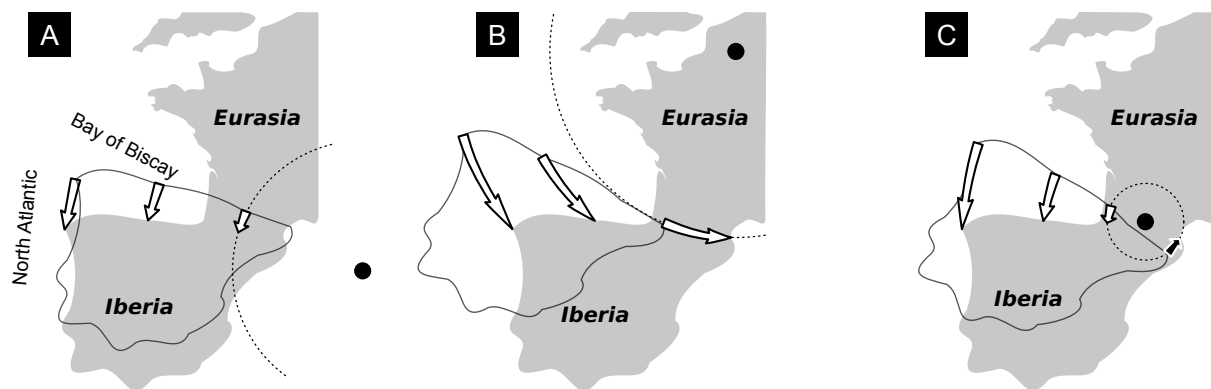 A
B
C
Eurasia
Eurasia
Eurasia
Bay of Biscay
North Atlantic
Iberia
Iberia
Iberia